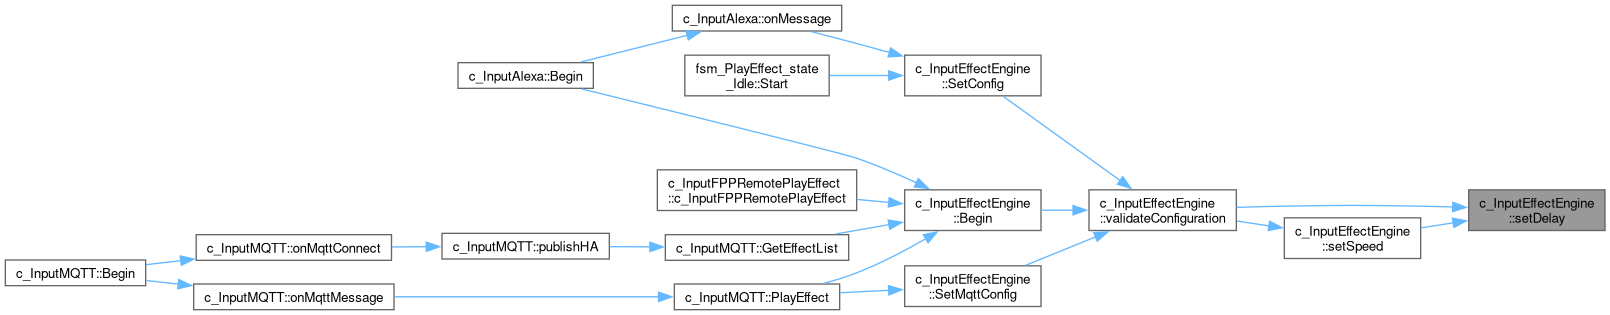 c_InputAlexa::onMessage
c_InputAlexa::Begin
fsm_PlayEffect_state
_Idle::Start
c_InputEffectEngine
::SetConfig
c_InputFPPRemotePlayEffect
::c_InputFPPRemotePlayEffect
c_InputEffectEngine
::Begin
c_InputEffectEngine
::validateConfiguration
c_InputEffectEngine
::setDelay
c_InputEffectEngine
::setSpeed
c_InputMQTT::onMqttConnect
c_InputMQTT::publishHA
c_InputMQTT::GetEffectList
c_InputMQTT::Begin
c_InputMQTT::onMqttMessage
c_InputMQTT::PlayEffect
c_InputEffectEngine
::SetMqttConfig